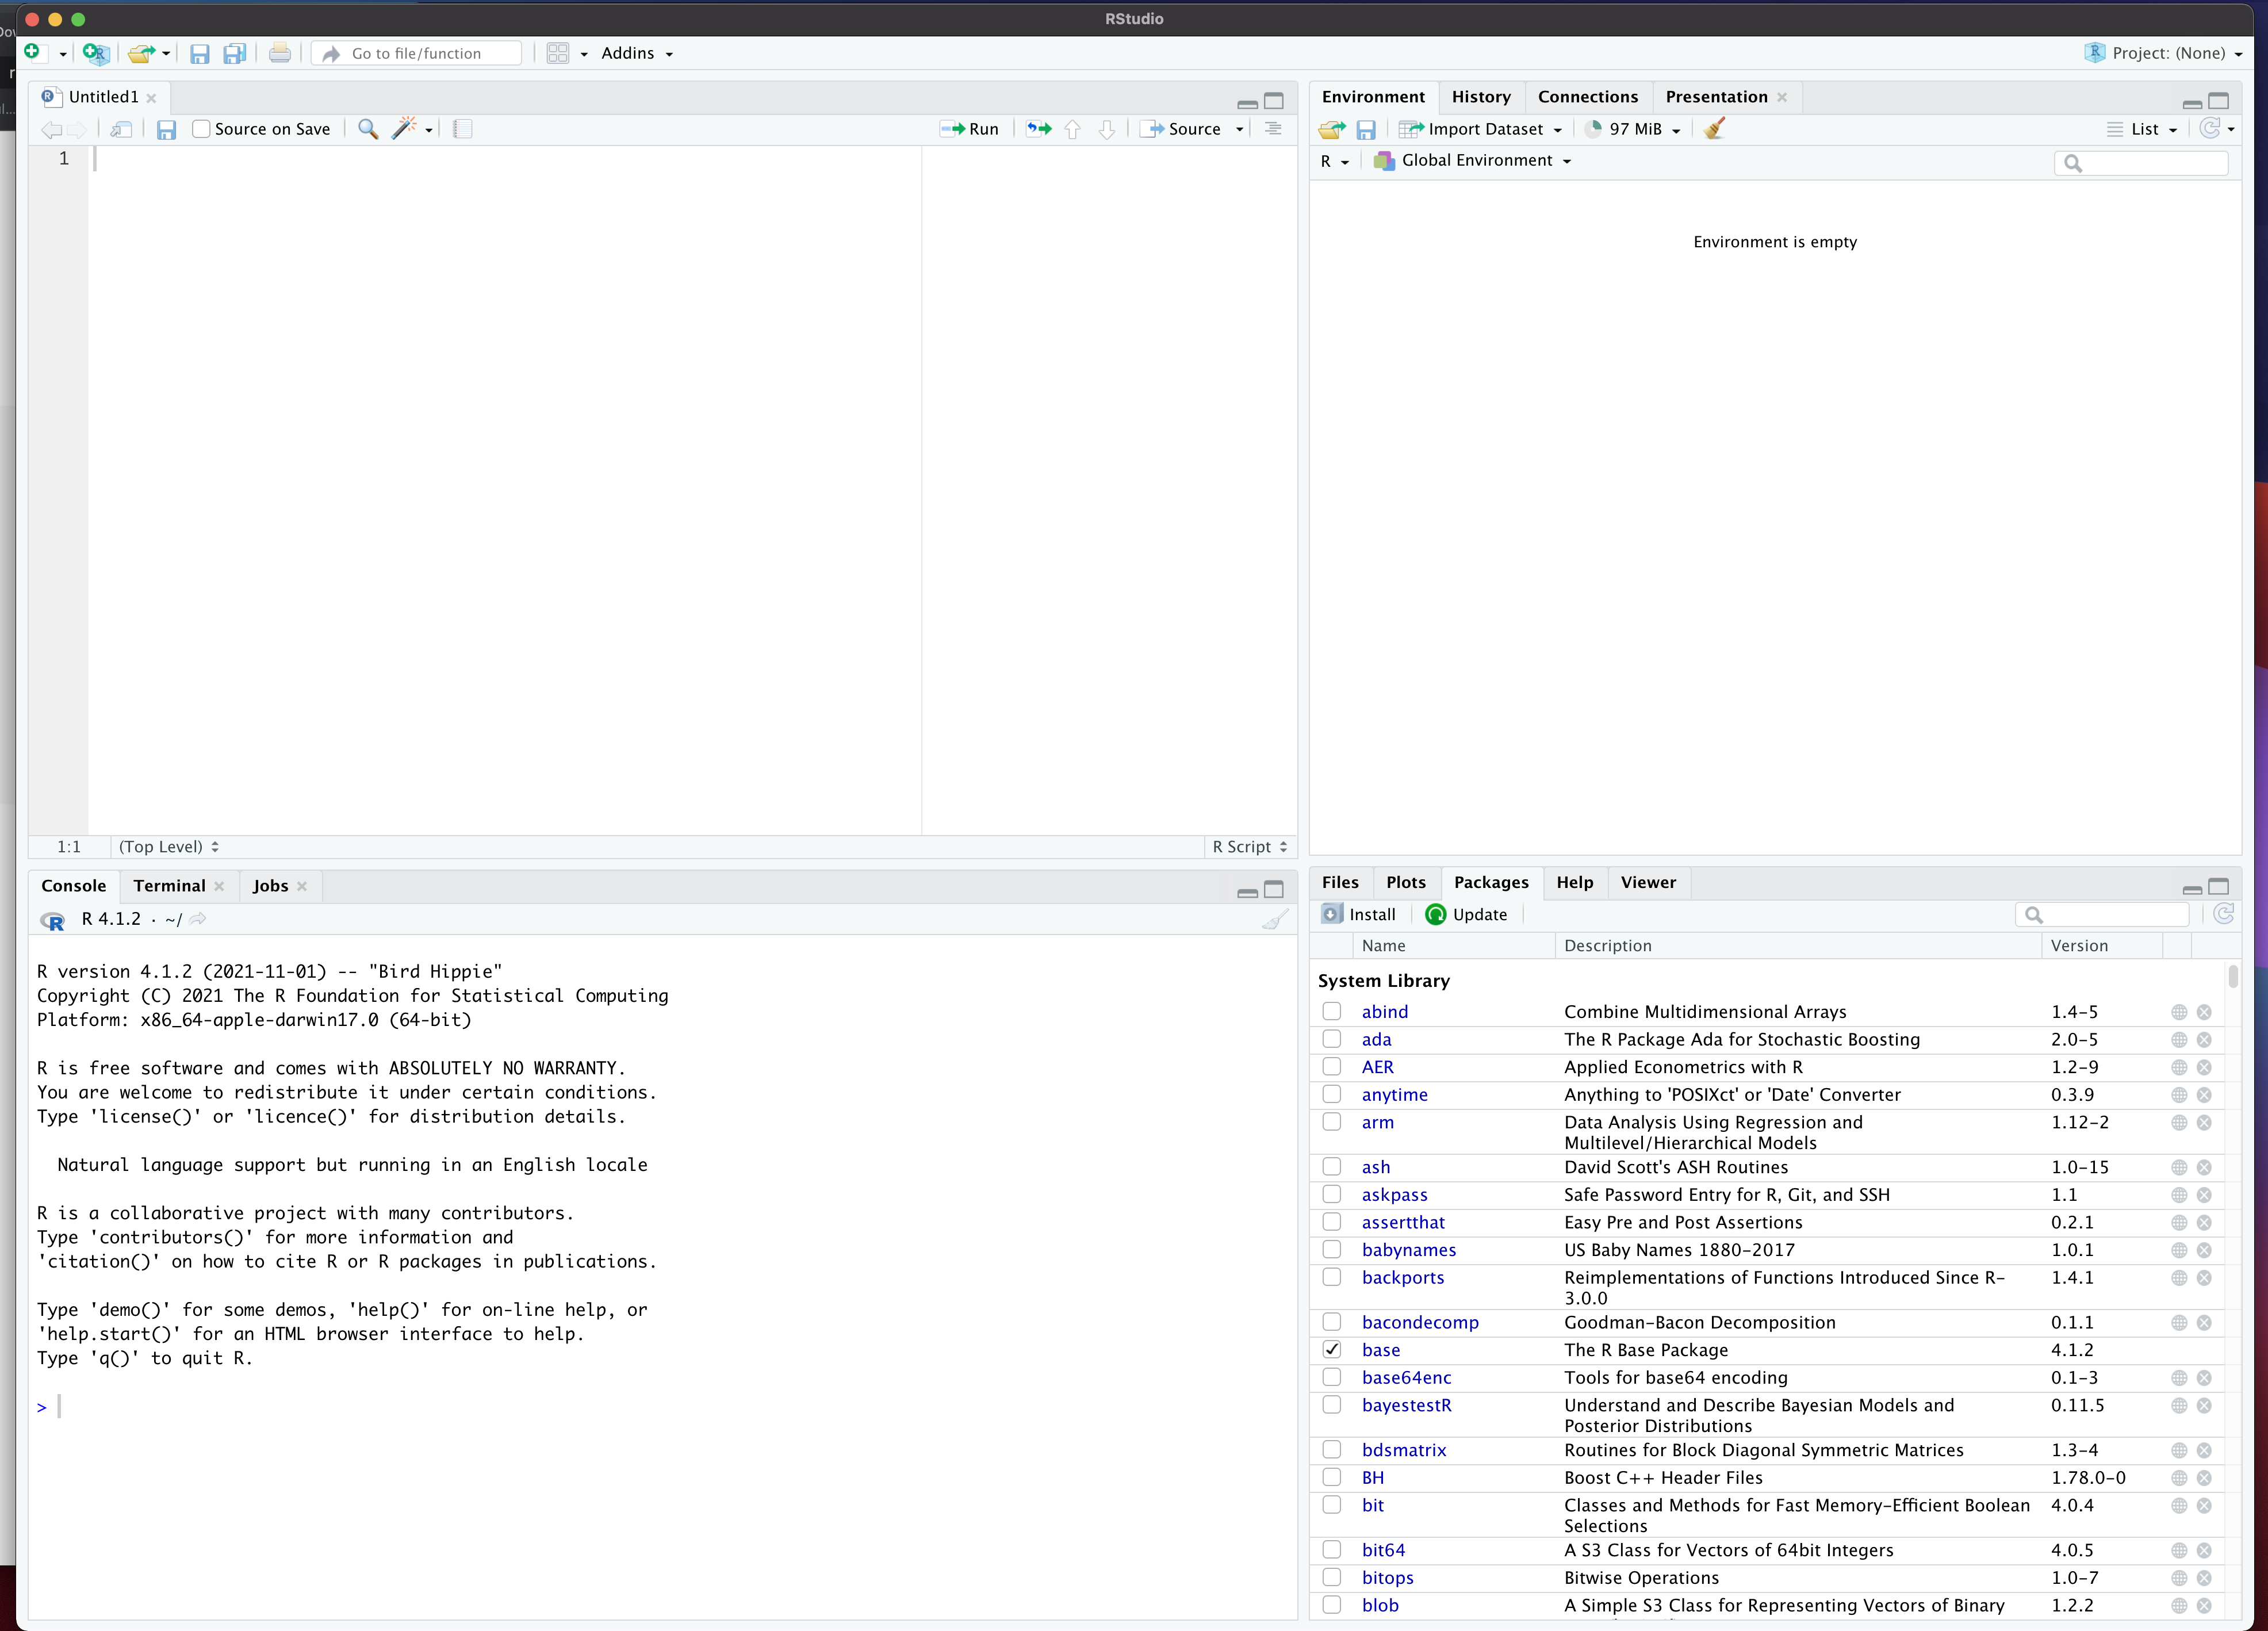 RStudio
Go to file/function
Addins
Project: (None)
Untitled1
Source on Save
Run
Source
1
1:1
(Top Level)
R Script
Environment
History
Connections
Presentation
Import Dataset
97 MiB
List
R
Global Environment
Environment is empty
Console
Terminal
Jobs
R 4.1.2 · ~/
R version 4.1.2 (2021-11-01) -- "Bird Hippie"
Copyright (C) 2021 The R Foundation for Statistical Computing
Platform: x86_64-apple-darwin17.0 (64-bit)
R is free software and comes with ABSOLUTELY NO WARRANTY.
You are welcome to redistribute it under certain conditions.
Type 'license()' or 'licence()' for distribution details.
Natural language support but running in an English locale
R is a collaborative project with many contributors.
Type 'contributors()' for more information and
'citation()' on how to cite R or R packages in publications.
Type 'demo()' for some demos, 'help()' for on-line help, or
'help.start()' for an HTML browser interface to help.
Type 'q()' to quit R.
>
Files
Plots
Packages
Help
Viewer
Install
Update
Name Description Version
System Library
abind Combine Multidimensional Arrays 1.4-5
ada The R Package Ada for Stochastic Boosting 2.0-5
AER Applied Econometrics with R 1.2-9
anytime Anything to 'POSIXct' or 'Date' Converter 0.3.9
arm Data Analysis Using Regression and 1.12-2
Multilevel/Hierarchical Models
ash David Scott's ASH Routines 1.0-15
askpass Safe Password Entry for R, Git, and SSH 1.1
assertthat Easy Pre and Post Assertions 0.2.1
babynames US Baby Names 1880-2017 1.0.1
backports Reimplementations of Functions Introduced Since R- 1.4.1
3.0.0
bacondecomp Goodman-Bacon Decomposition 0.1.1
base The R Base Package 4.1.2
base64enc Tools for base64 encoding 0.1-3
bayestestR Understand and Describe Bayesian Models and 0.11.5
Posterior Distributions
bdsmatrix Routines for Block Diagonal Symmetric Matrices 1.3-4
BH Boost C++ Header Files 1.78.0-0
bit Classes and Methods for Fast Memory-Efficient Boolean 4.0.4
Selections
bit64 A S3 Class for Vectors of 64bit Integers 4.0.5
bitops Bitwise Operations 1.0-7
blob A Simple S3 Class for Representing Vectors of Binary 1.2.2